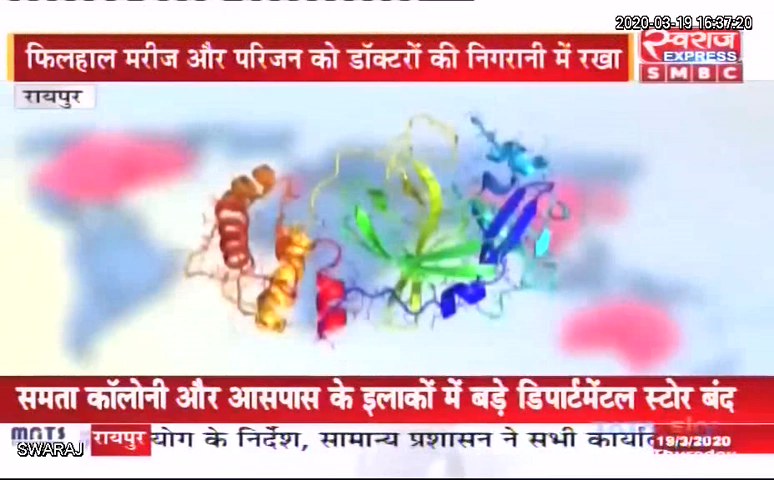 2020-03-19 16:37:20
फिलहाल मरीज और परिजन को डॉक्टरों की निगरानी में रखा
स्वराज
EXPRESS
SMBC
रायपुर
समता कॉलोनी और आसपास के इलाकों में बड़े डिपार्टमेंटल स्टोर बंद
रायपुर योग के निर्देश, सामान्य प्रशासन ने सभी कार्याल
19/3/2020
Thursday
SWARAJ